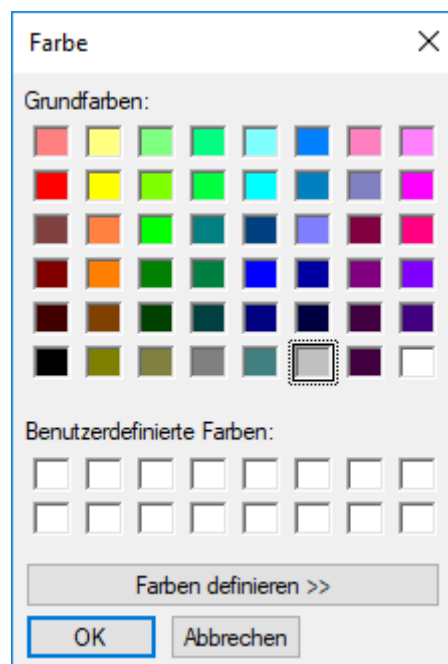 Farbe
Grundfarben:
Benutzerdefinierte Farben:
Farben definieren >>
OK
Abbrechen